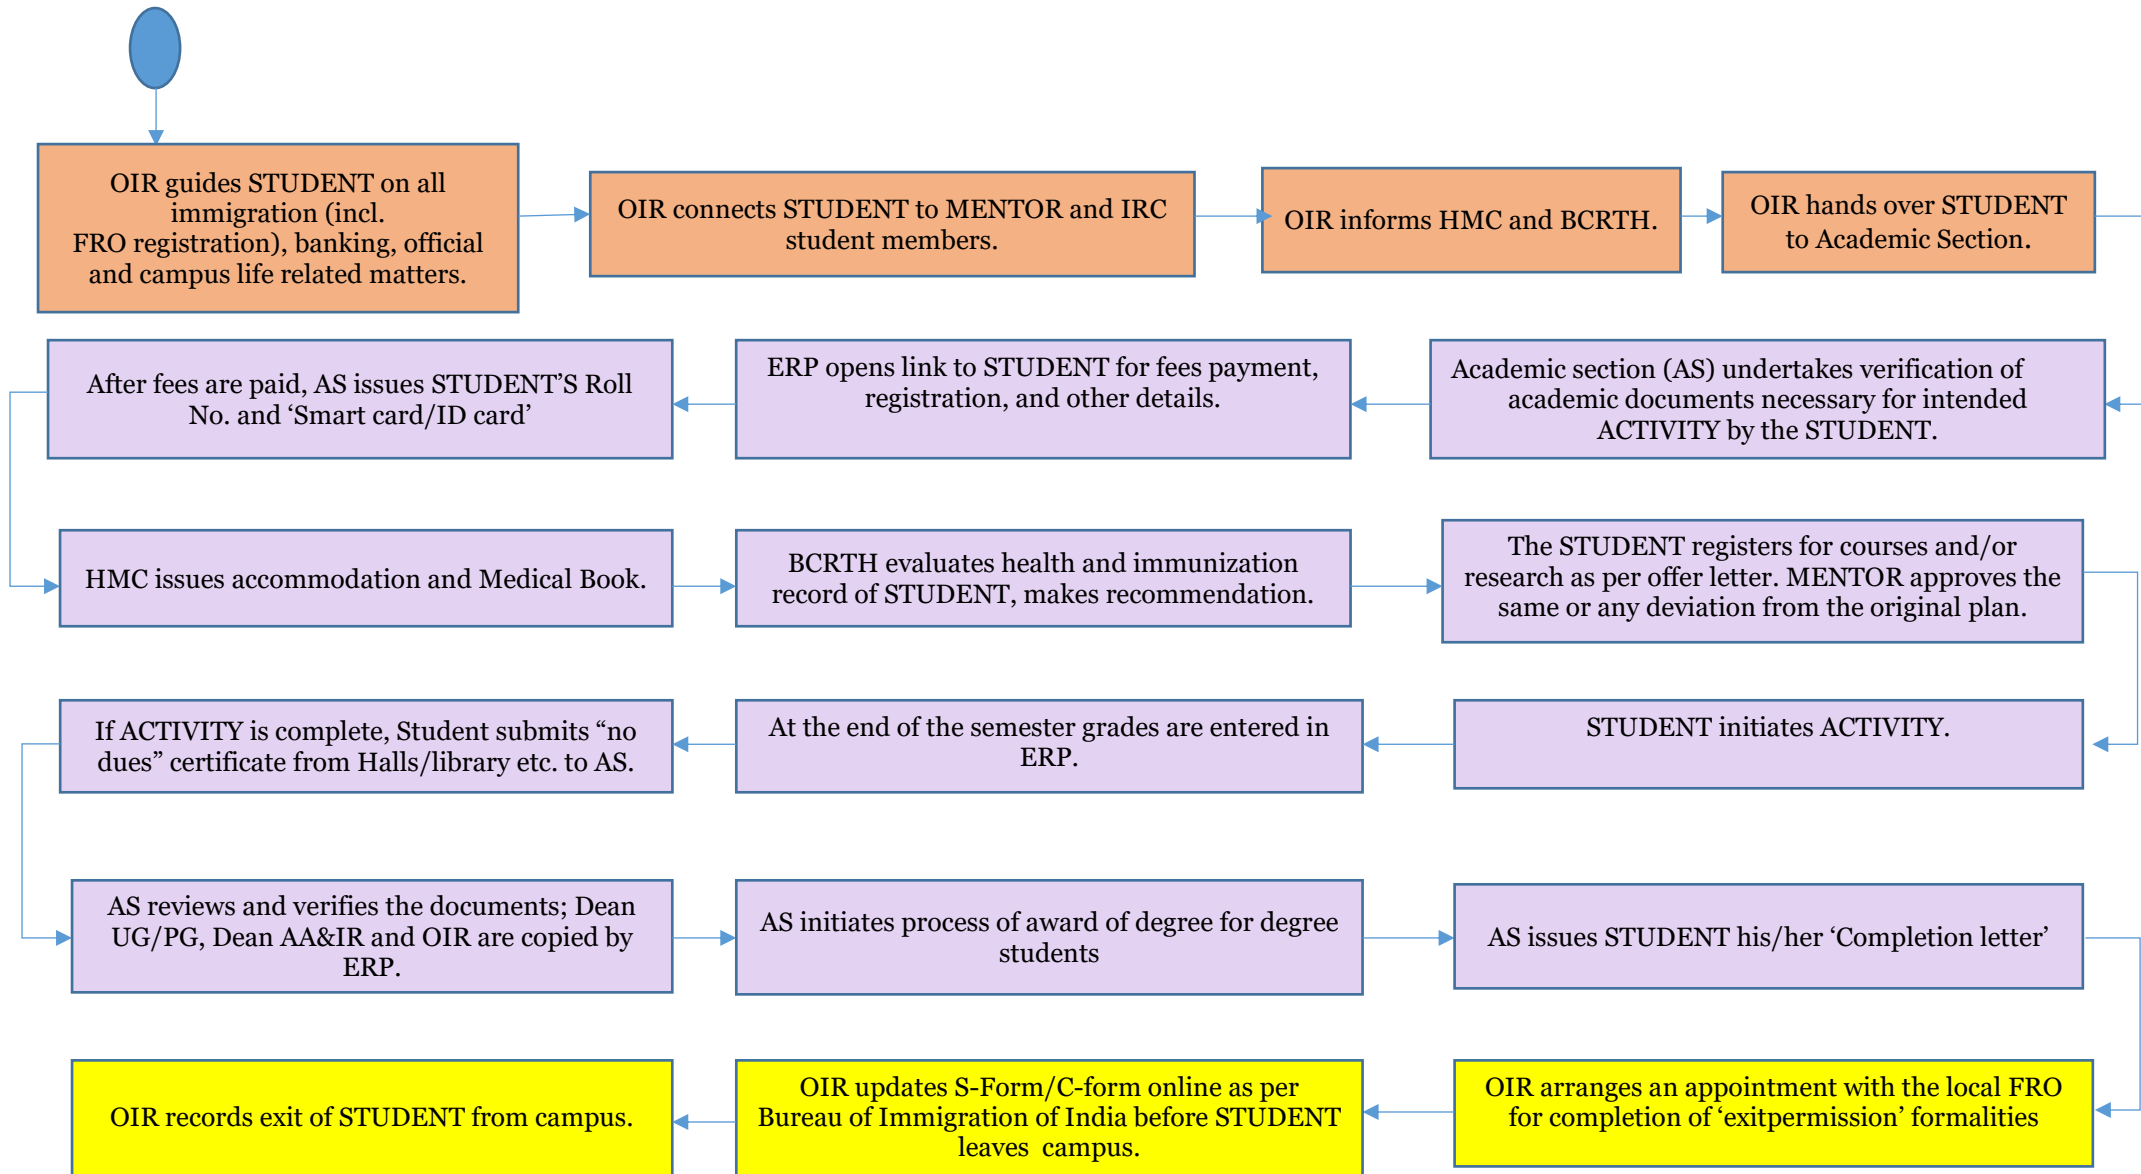 OIR guides STUDENT on all
immigration (incl.
FRO registration), banking, official
and campus life related matters.
OIR connects STUDENT to MENTOR and IRC
student members.
OIR informs HMC and BCRTH.
OIR hands over STUDENT
to Academic Section.
Academic section (AS) undertakes verification of
academic documents necessary for intended
ACTIVITY by the STUDENT.
ERP opens link to STUDENT for fees payment,
registration, and other details.
After fees are paid, AS issues STUDENT’S Roll
No. and ‘Smart card/ID card’
HMC issues accommodation and Medical Book.
BCRTH evaluates health and immunization
record of STUDENT, makes recommendation.
The STUDENT registers for courses and/or
research as per offer letter. MENTOR approves the
same or any deviation from the original plan.
STUDENT initiates ACTIVITY.
At the end of the semester grades are entered in
ERP.
If ACTIVITY is complete, Student submits “no
dues” certificate from Halls/library etc. to AS.
AS reviews and verifies the documents; Dean
UG/PG, Dean AA&IR and OIR are copied by
ERP.
AS initiates process of award of degree for degree
students
AS issues STUDENT his/her ‘Completion letter’
OIR arranges an appointment with the local FRO
for completion of ‘exitpermission’ formalities
OIR updates S-Form/C-form online as per
Bureau of Immigration of India before STUDENT
leaves campus.
OIR records exit of STUDENT from campus.